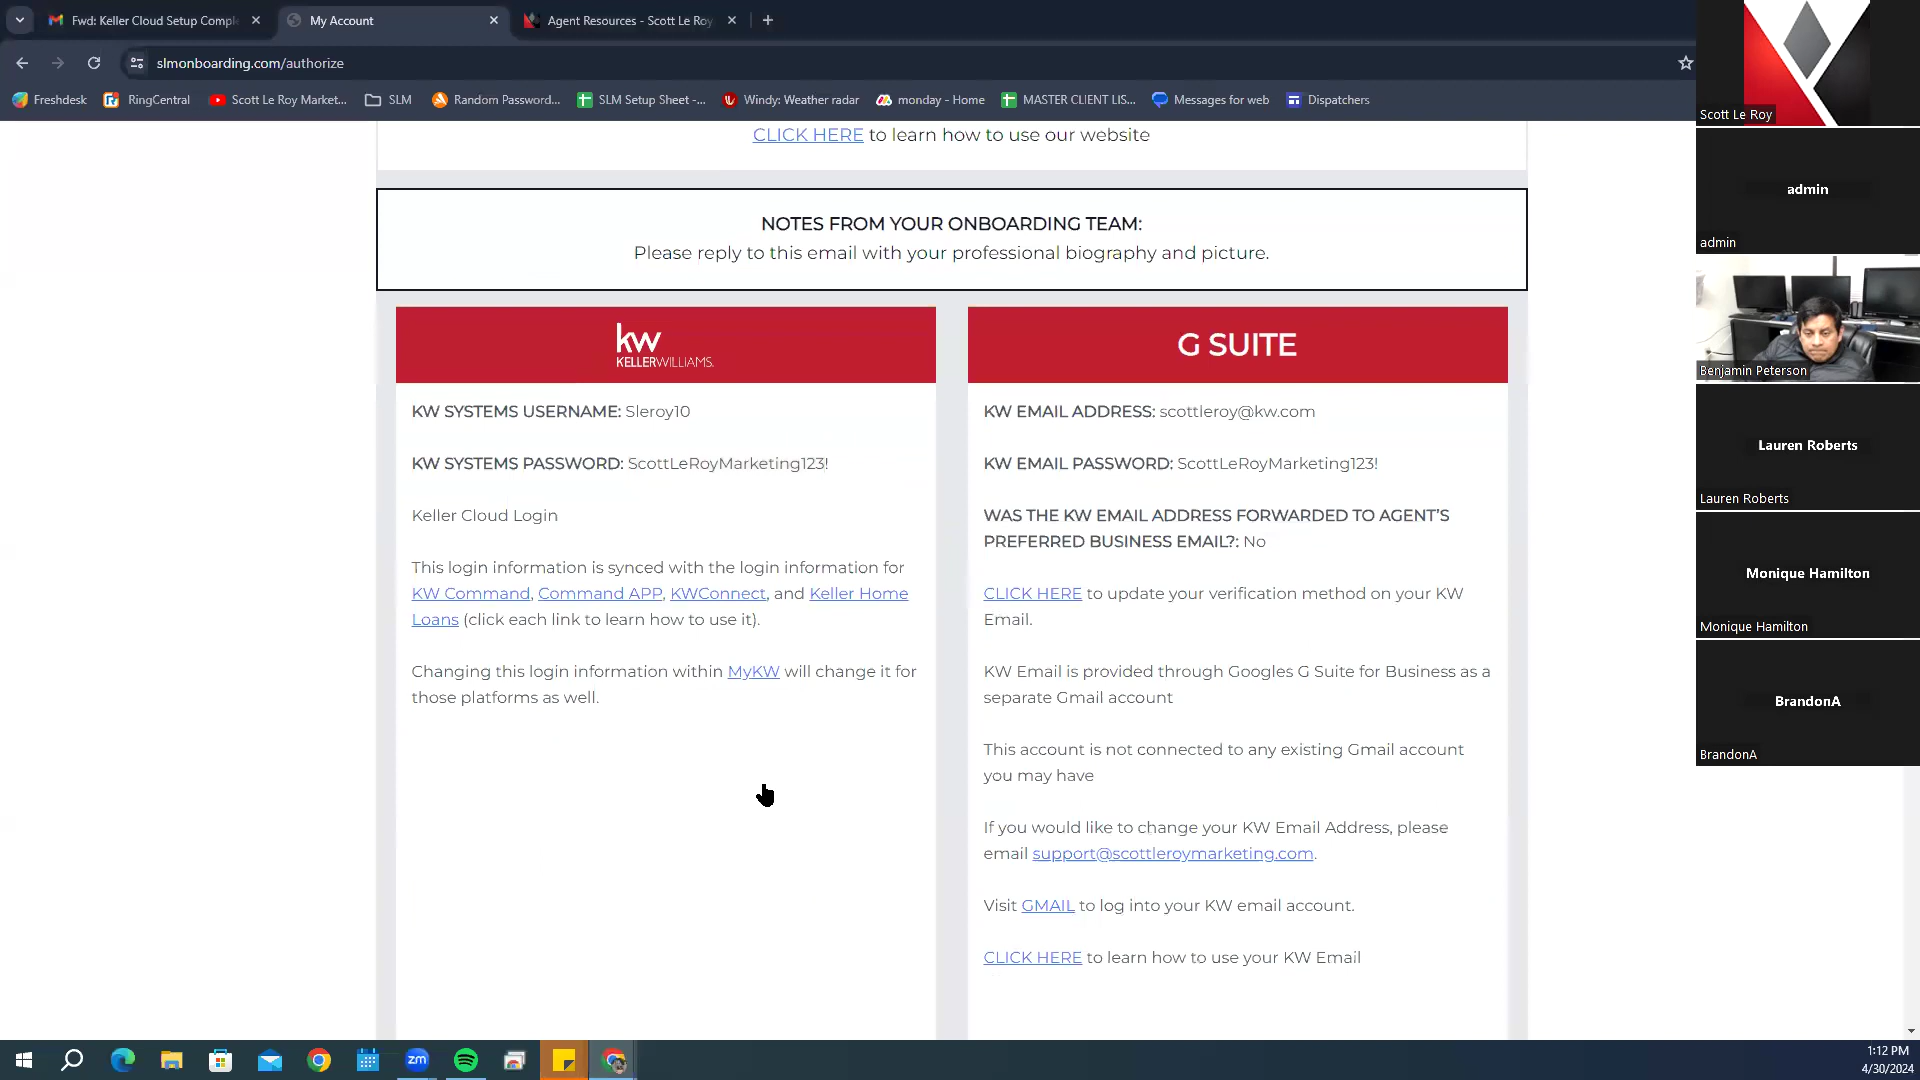 Fwd: Keller Cloud Setup Compl
My Account
Agent Resources - Scott Le Roy
slmonboarding.com/authorize
Freshdesk
RingCentral
Scott Le Roy Market...
SLM
Random Password...
SLM Setup Sheet -...
Windy: Weather radar
monday - Home
MASTER CLIENT LIS...
Messages for web
Dispatchers
CLICK HERE to learn how to use our website
NOTES FROM YOUR ONBOARDING TEAM:
Please reply to this email with your professional biography and picture.
kw
KELLERWILLIAMS.
KW SYSTEMS USERNAME: Sleroy10
KW SYSTEMS PASSWORD: ScottLeRoyMarketing123!
Keller Cloud Login
This login information is synced with the login information for
KW Command, Command APP, KWConnect, and Keller Home
Loans (click each link to learn how to use it).
Changing this login information within MyKW will change it for
those platforms as well.
G SUITE
KW EMAIL ADDRESS: scottleroy@kw.com
KW EMAIL PASSWORD: ScottLeRoyMarketing123!
WAS THE KW EMAIL ADDRESS FORWARDED TO AGENT'S
PREFERRED BUSINESS EMAIL?: No
CLICK HERE to update your verification method on your KW
Email.
KW Email is provided through Googles G Suite for Business as a
separate Gmail account
This account is not connected to any existing Gmail account
you may have
If you would like to change your KW Email Address, please
email support@scottleroymarketing.com.
Visit GMAIL to log into your KW email account.
CLICK HERE to learn how to use your KW Email
Scott Le Roy
admin
admin
Benjamin Peterson
Lauren Roberts
Lauren Roberts
Monique Hamilton
Monique Hamilton
BrandonA
BrandonA
zm
1:12 PM
4/30/2024